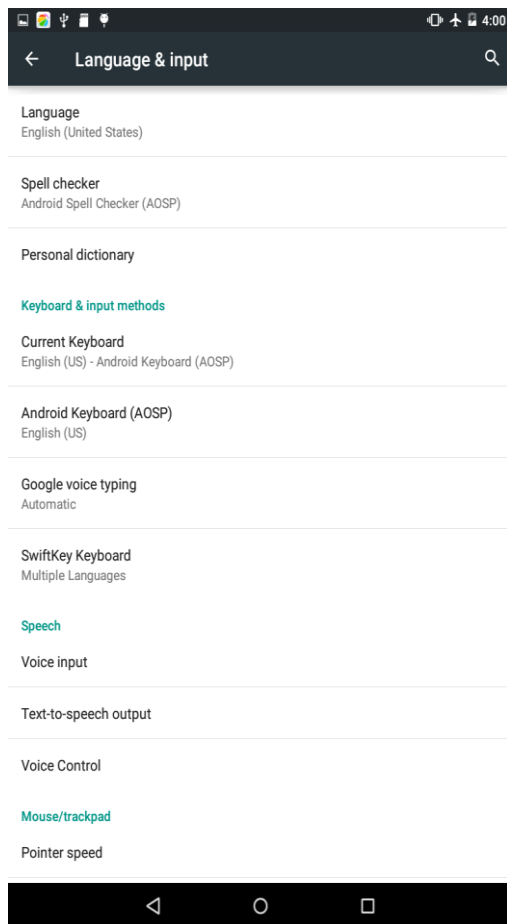 4:00
Language & input
Language
English (United States)
Spell checker
Android Spell Checker (AOSP)
Personal dictionary
Keyboard & input methods
Current Keyboard
English (US) - Android Keyboard (AOSP)
Android Keyboard (AOSP)
English (US)
Google voice typing
Automatic
SwiftKey Keyboard
Multiple Languages
Speech
Voice input
Text-to-speech output
Voice Control
Mouse/trackpad
Pointer speed